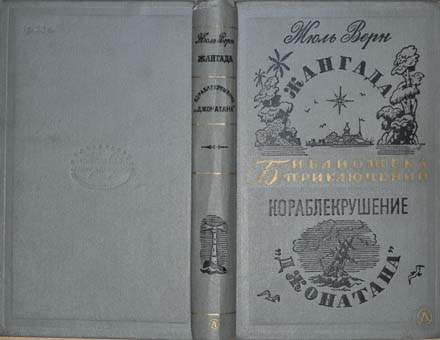 Жюль Верн
ЖАНГАДА
КОРАБЛЕКРУШЕНИЕ
„ДЖОНАТАНА"
Жюль Верн
ЖАНГАДА
БИБЛИОТЕКА
ПРИКЛЮЧЕНИЙ
КОРАБЛЕКРУШЕНИЕ
„ДЖОНАТАНА"